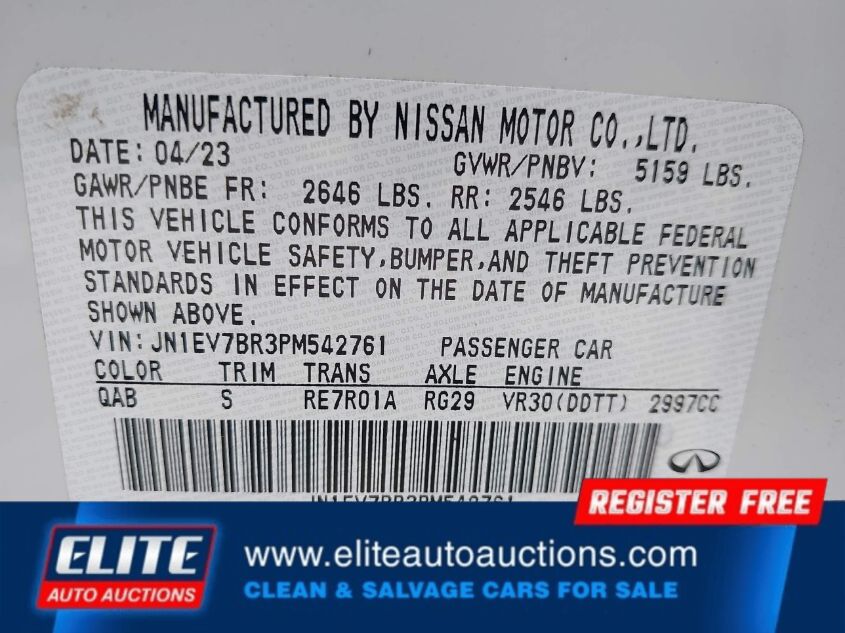 MANUFACTURED BY NISSAN MOTOR CO.,LTD.
DATE: 04/23 GVWR/PNBV: 5159 LBS.
GAWR/PNBE FR: 2646 LBS. RR: 2546 LBS.
THIS VEHICLE CONFORMS TO ALL APPLICABLE FEDERAL
MOTOR VEHICLE SAFETY,BUMPER,AND THEFT PREVENTION
STANDARDS IN EFFECT ON THE DATE OF MANUFACTURE
SHOWN ABOVE.
VIN: JN1EV7BR3PM542761 PASSENGER CAR
COLOR TRIM TRANS AXLE ENGINE
QAB S RE7R01A RG29 VR30(DDTT) 2997CC
JN1EV7BR3PM542761
REGISTER FREE
ELITE
AUTO AUCTIONS
www.eliteautoauctions.com
CLEAN & SALVAGE CARS FOR SALE